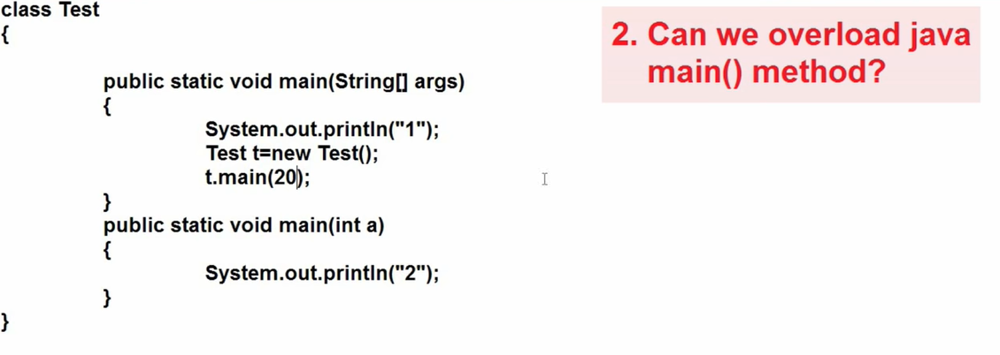 class Test
{
public static void main(String[] args)
{
System.out.println("1");
Test t=new Test();
t.main(20);
}
public static void main(int a)
{
System.out.println("2");
}
}
2. Can we overload java
main() method?